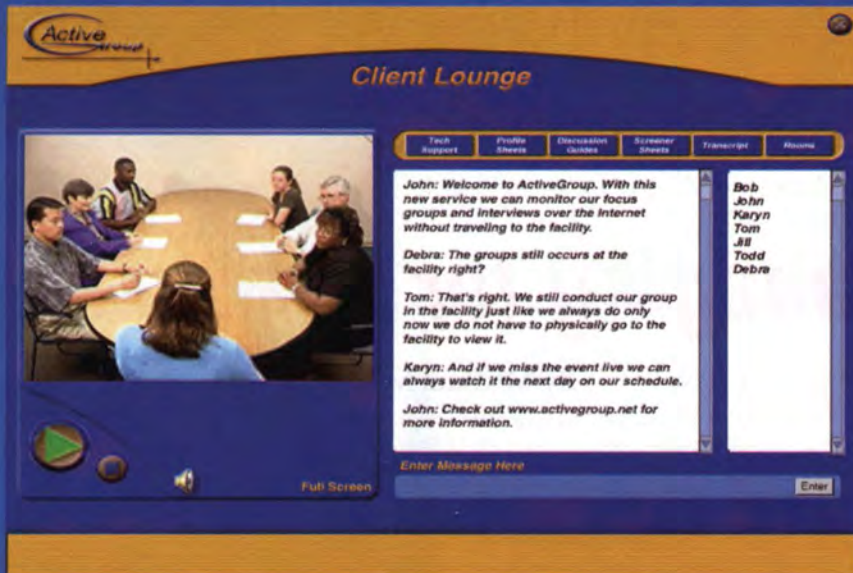 Active
Group
Client Lounge
Tech Support
Profile Sheets
Discussion Guides
Screener Sheets
Transcript
Rooms
John: Welcome to ActiveGroup. With this
new service we can monitor our focus
groups and interviews over the Internet
without traveling to the facility.
Debra: The groups still occurs at the
facility right?
Tom: That's right. We still conduct our group
in the facility just like we always do only
now we do not have to physically go to the
facility to view it.
Karyn: And if we miss the event live we can
always watch it the next day on our schedule.
John: Check out www.activegroup.net for
more information.
Bob
John
Karyn
Tom
Jill
Todd
Debra
Enter Message Here
Full Screen
Enter